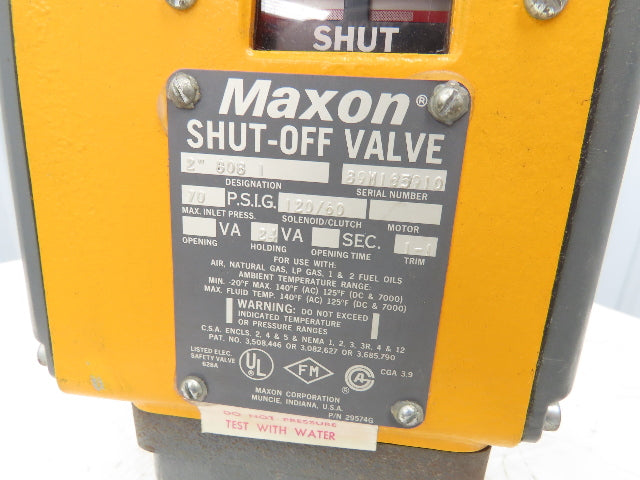 SHUT
Maxon®
SHUT-OFF VALVE
2" 808 1
DESIGNATION SERIAL NUMBER
70 P.S.I.G. 120/60
MAX. INLET PRESS. SOLENOID/CLUTCH MOTOR
VA VA SEC. 1-1
OPENING HOLDING OPENING TIME TRIM
FOR USE WITH:
AIR, NATURAL GAS, LP GAS, 1 & 2 FUEL OILS
AMBIENT TEMPERATURE RANGE:
MIN. -20°F MAX. 140°F (AC) 125°F (DC & 7000)
MAX. FLUID TEMP. 140°F (AC) 125°F (DC & 7000)
WARNING: DO NOT EXCEED
INDICATED TEMPERATURE
OR PRESSURE RANGES
C.S.A. ENCLS. 2, 4 & 5 & NEMA 1, 2, 3, 3R, 4 & 12
PAT. NO. 3,508,446 OR 3,082,627 OR 3,685,790
LISTED ELEC.
SAFETY VALVE
628A
UL FM CGA 3.9
MAXON CORPORATION
MUNCIE, INDIANA, U.S.A.
P/N 29574G
DO NOT PRESSURE
TEST WITH WATER